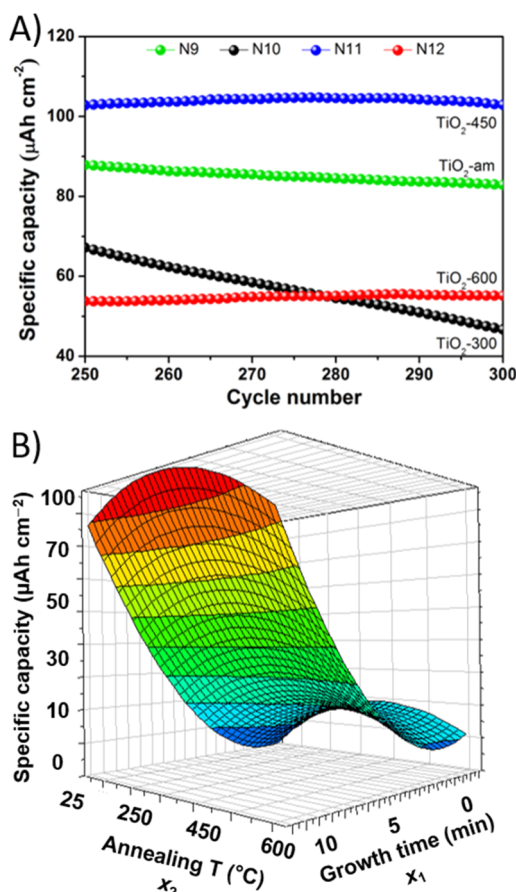 A)
N9 N10 N11 N12
120
100
80
60
40
TiO₂-450
TiO₂-am
TiO₂-600
TiO₂-300
250 260 270 280 290 300
Specific capacity (µAh cm⁻²)
Cycle number
B)
100
70
50
30
10
0
Specific capacity (µAh cm⁻²)
25 250 450 600
Annealing T (°C)
10 5 0
Growth time (min)
x₁